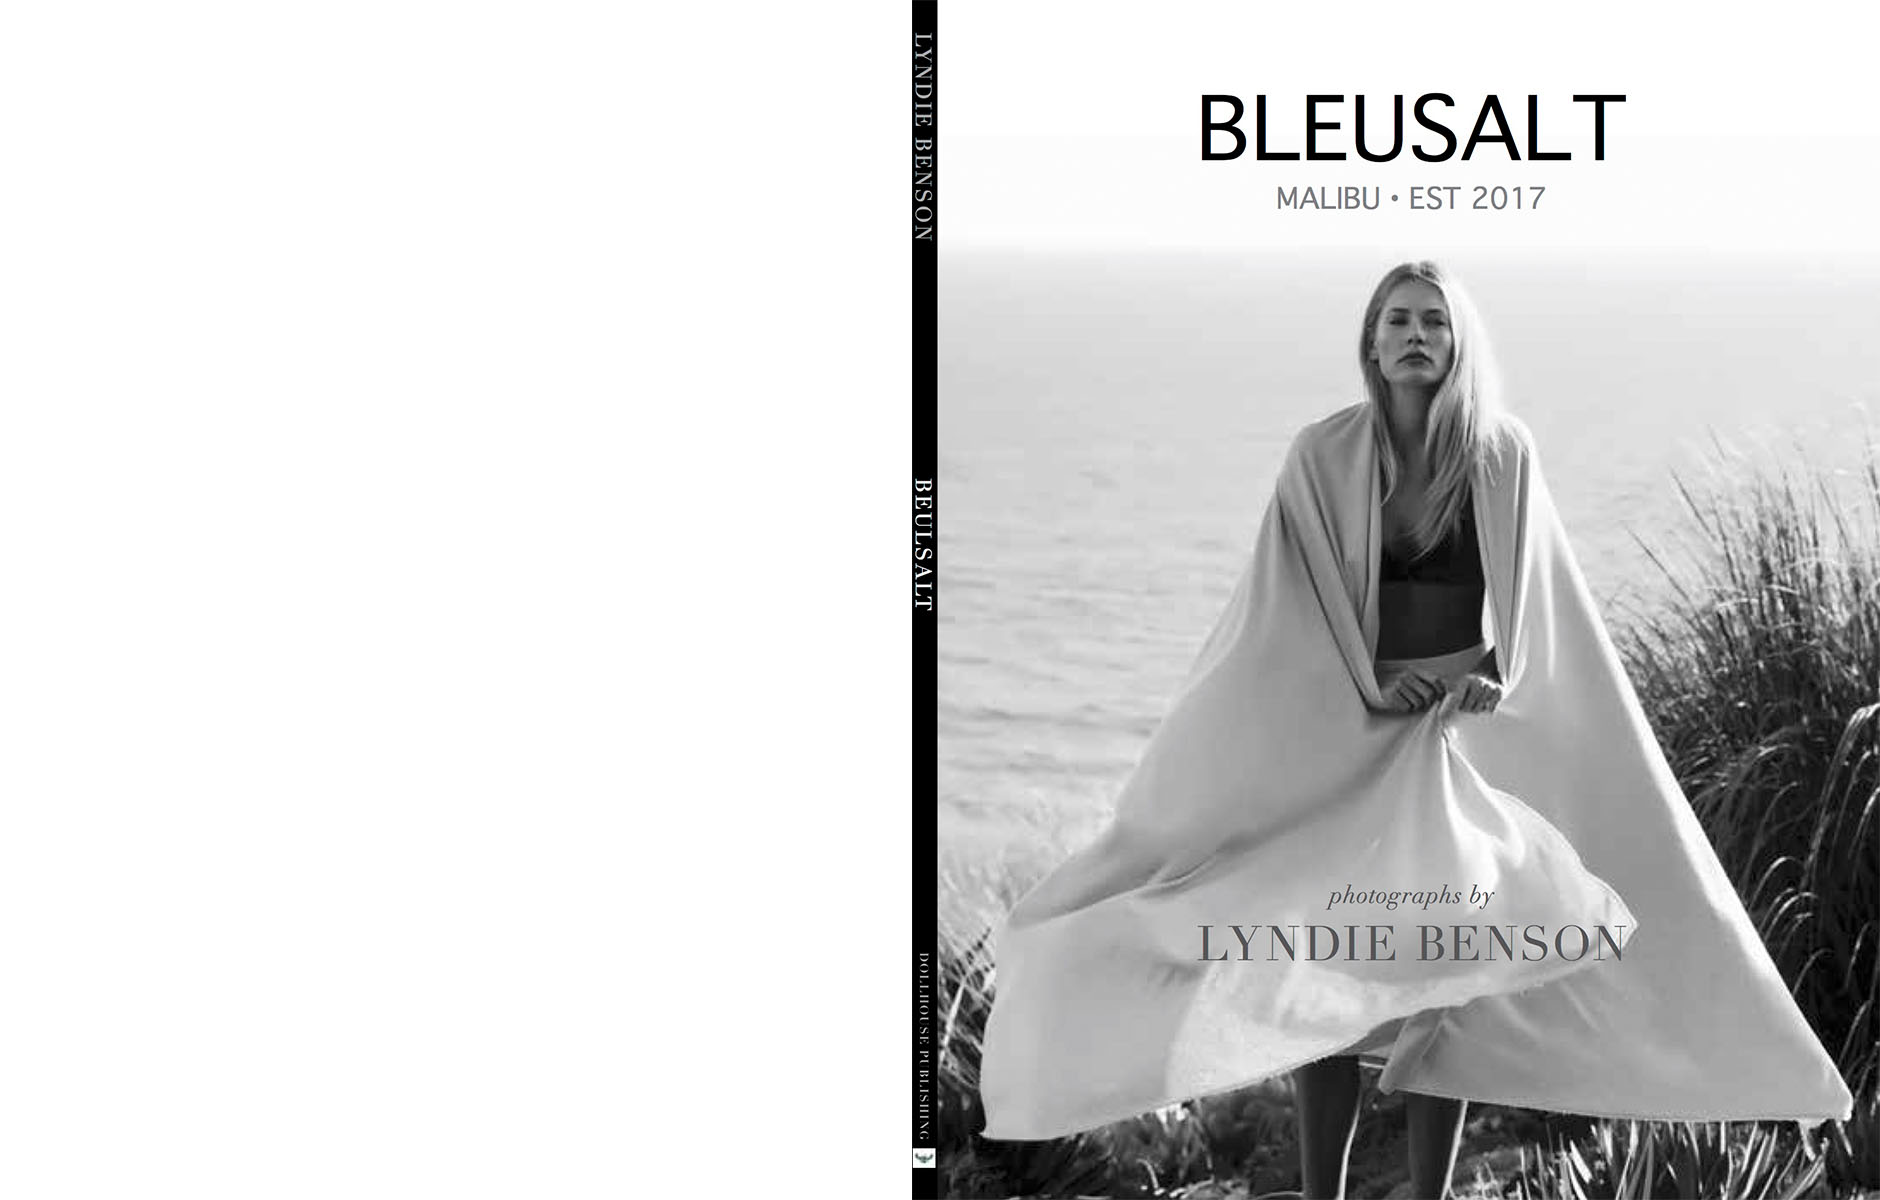 LYNDIE BENSON
BEULSALT
DOLLHOUSE PUBLISHING
BLEUSALT
MALIBU • EST 2017
photographs by
LYNDIE BENSON